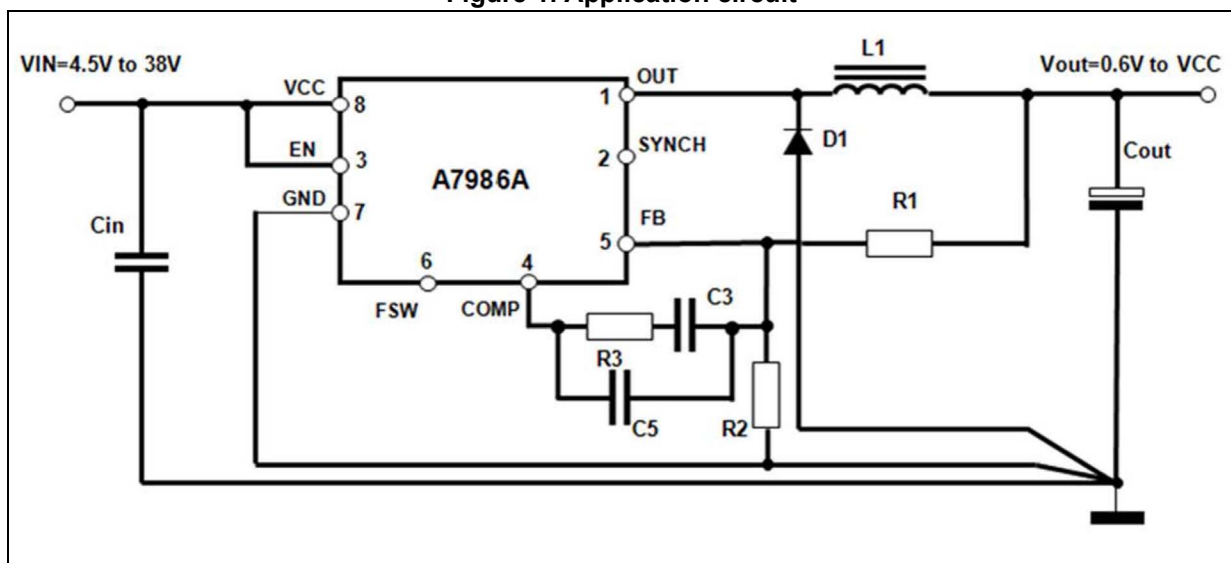 Figure 1. Application circuit
VIN=4.5V to 38V
L1
Vout=0.6V to VCC
VCC
8
OUT
1
EN
3
SYNCH
2
D1
Cout
A7986A
GND
7
FB
5
R1
Cin
6
4
FSW
COMP
C3
R3
C5
R2